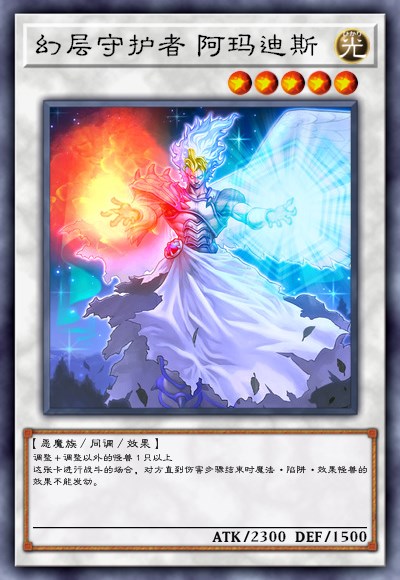 幻层守护者 阿玛迪斯
光
【恶魔族／同调／效果】
调整＋调整以外的怪兽1只以上
这张卡进行战斗的场合，对方直到伤害步骤结束时魔法·陷阱·效果怪兽的
效果不能发动。
ATK/2300 DEF/1500